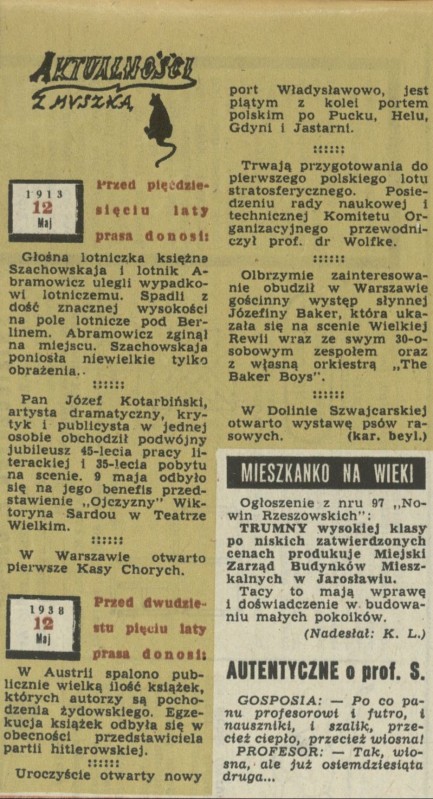 AKTUALNOŚCI
Z MYSZKĄ
1913
12
Maj
Przed pięćdzie-
sięciu laty
prasa donosi:
Głośna lotniczka księżna
Szachowskaja i lotnik A-
bramowicz ulegli wypadko-
wi lotniczemu. Spadli z
dość znacznej wysokości
na pole lotnicze pod Ber-
linem. Abramowicz zginął
na miejscu. Szachowskaja
poniosła niewielkie tylko
obrażenia.
::::::
Pan Józef Kotarbiński,
artysta dramatyczny, kry-
tyk i publicysta w jednej
osobie obchodził podwójny
jubileusz 45-lecia pracy li-
terackiej i 35-lecia pobytu
na scenie. 9 maja odbyło
się na jego benefis przed-
stawienie „Ojczyzny" Wik-
toryna Sardou w Teatrze
Wielkim.
::::::
W Warszawie otwarto
pierwsze Kasy Chorych.
1938
12
Maj
Przed dwudzie-
stu pięciu laty
prasa donosi:
W Austrii spalono pub-
licznie wielką ilość książek,
których autorzy są pocho-
dzenia żydowskiego. Egze-
kucja książek odbyła się w
obecności przedstawiciela
partii hitlerowskiej.
::::::
Uroczyście otwarty nowy
port Władysławowo, jest
piątym z kolei portem
polskim po Pucku, Helu,
Gdyni i Jastarni.
::::::
Trwają przygotowania do
pierwszego polskiego lotu
stratosferycznego. Posie-
dzeniu rady naukowej i
technicznej Komitetu Or-
ganizacyjnego przewodni-
czył prof. dr Wolfke.
::::::
Olbrzymie zainteresowa-
nie obudził w Warszawie
gościnny występ słynnej
Józefiny Baker, która uka-
zała się na scenie Wielkiej
Rewii wraz ze swym 30-o-
sobowym zespołem oraz
z własną orkiestrą „The
Baker Boys".
::::::
W Dolinie Szwajcarskiej
otwarto wystawę psów ra-
sowych. (kar. beyl.)
MIESZKANKO NA WIEKI
Ogłoszenie z nru 97 „No-
win Rzeszowskich":
TRUMNY wysokiej klasy
po niskich zatwierdzonych
cenach produkuje Miejski
Zarząd Budynków Miesz-
kalnych w Jarosławiu.
Tacy to mają wprawę
i doświadczenie w budowa-
niu małych pokoików.
(Nadesłał: K. L.)
AUTENTYCZNE o prof. S.
GOSPOSIA: — Po co pa-
nu profesorowi i futro, i
nauszniki, i szalik, prze-
cież ciepło, przecież wiosna!
PROFESOR: — Tak, wio-
sna, ale już osiemdziesiąta
druga...